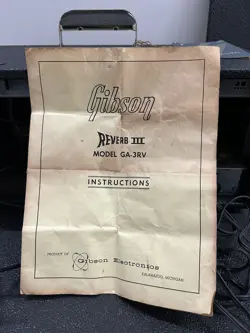 Gibson
REVERB III
MODEL GA-3RV
INSTRUCTIONS
PRODUCT OF
Gibson Electronics
KALAMAZOO, MICHIGAN